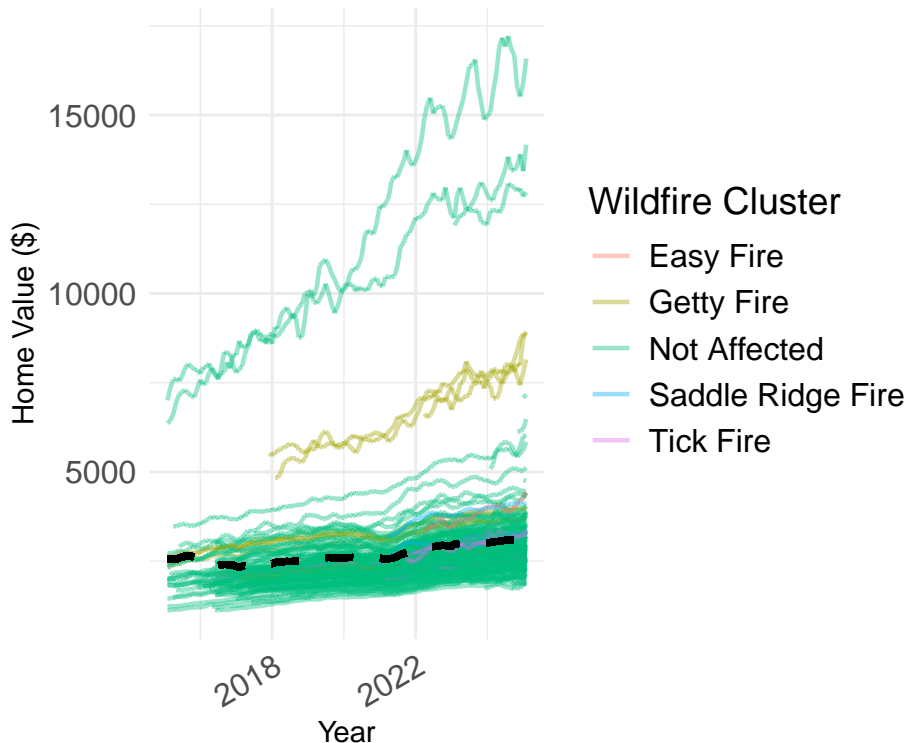 15000
10000
5000
Home Value ($)
2018
2022
Year
Wildfire Cluster
Easy Fire
Getty Fire
Not Affected
Saddle Ridge Fire
Tick Fire